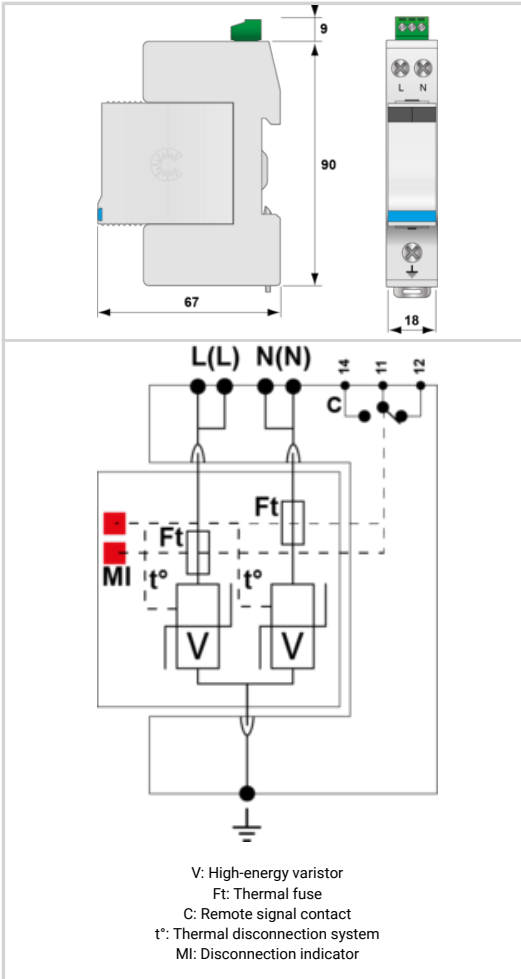 9
L N
90
67
18
L(L) N(N)
14 11 12
C
Ft
Ft
MI
t° t°
V V
V: High-energy varistor
Ft: Thermal fuse
C: Remote signal contact
t°: Thermal disconnection system
MI: Disconnection indicator